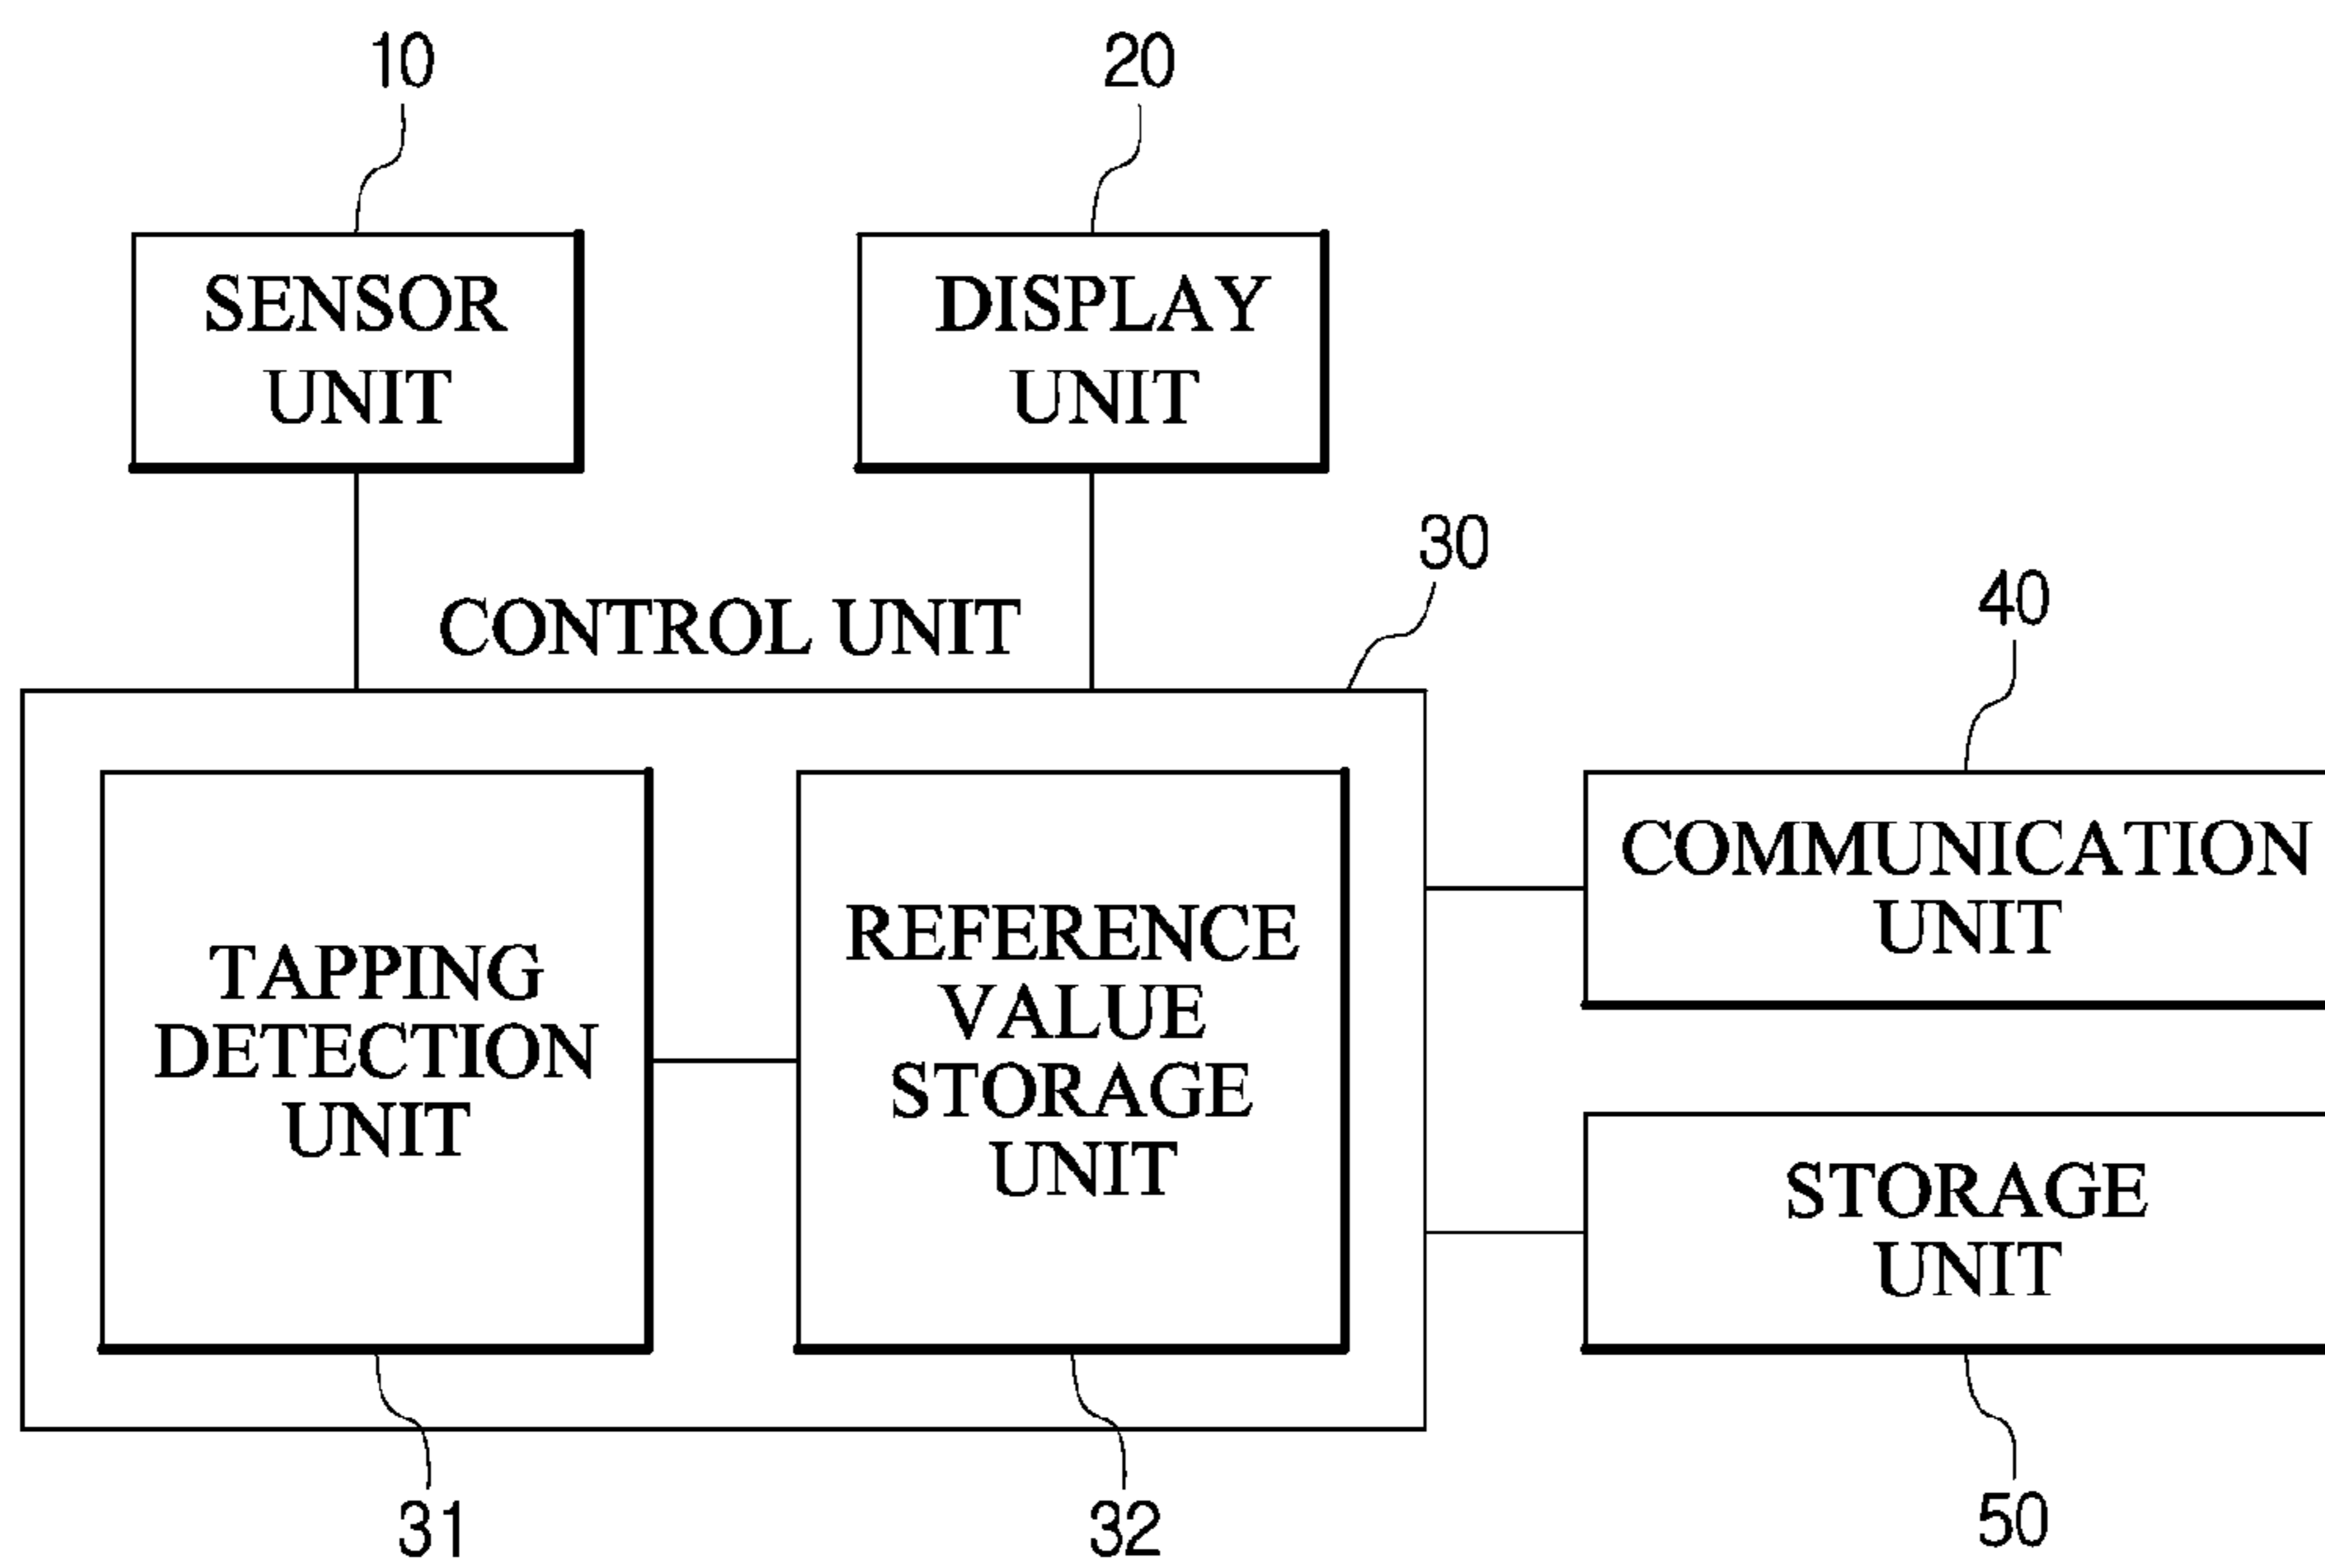 10
20
SENSOR
UNIT
DISPLAY
UNIT
30
CONTROL UNIT
40
TAPPING
DETECTION
UNIT
REFERENCE
VALUE
STORAGE
UNIT
COMMUNICATION
UNIT
STORAGE
UNIT
31
32
50